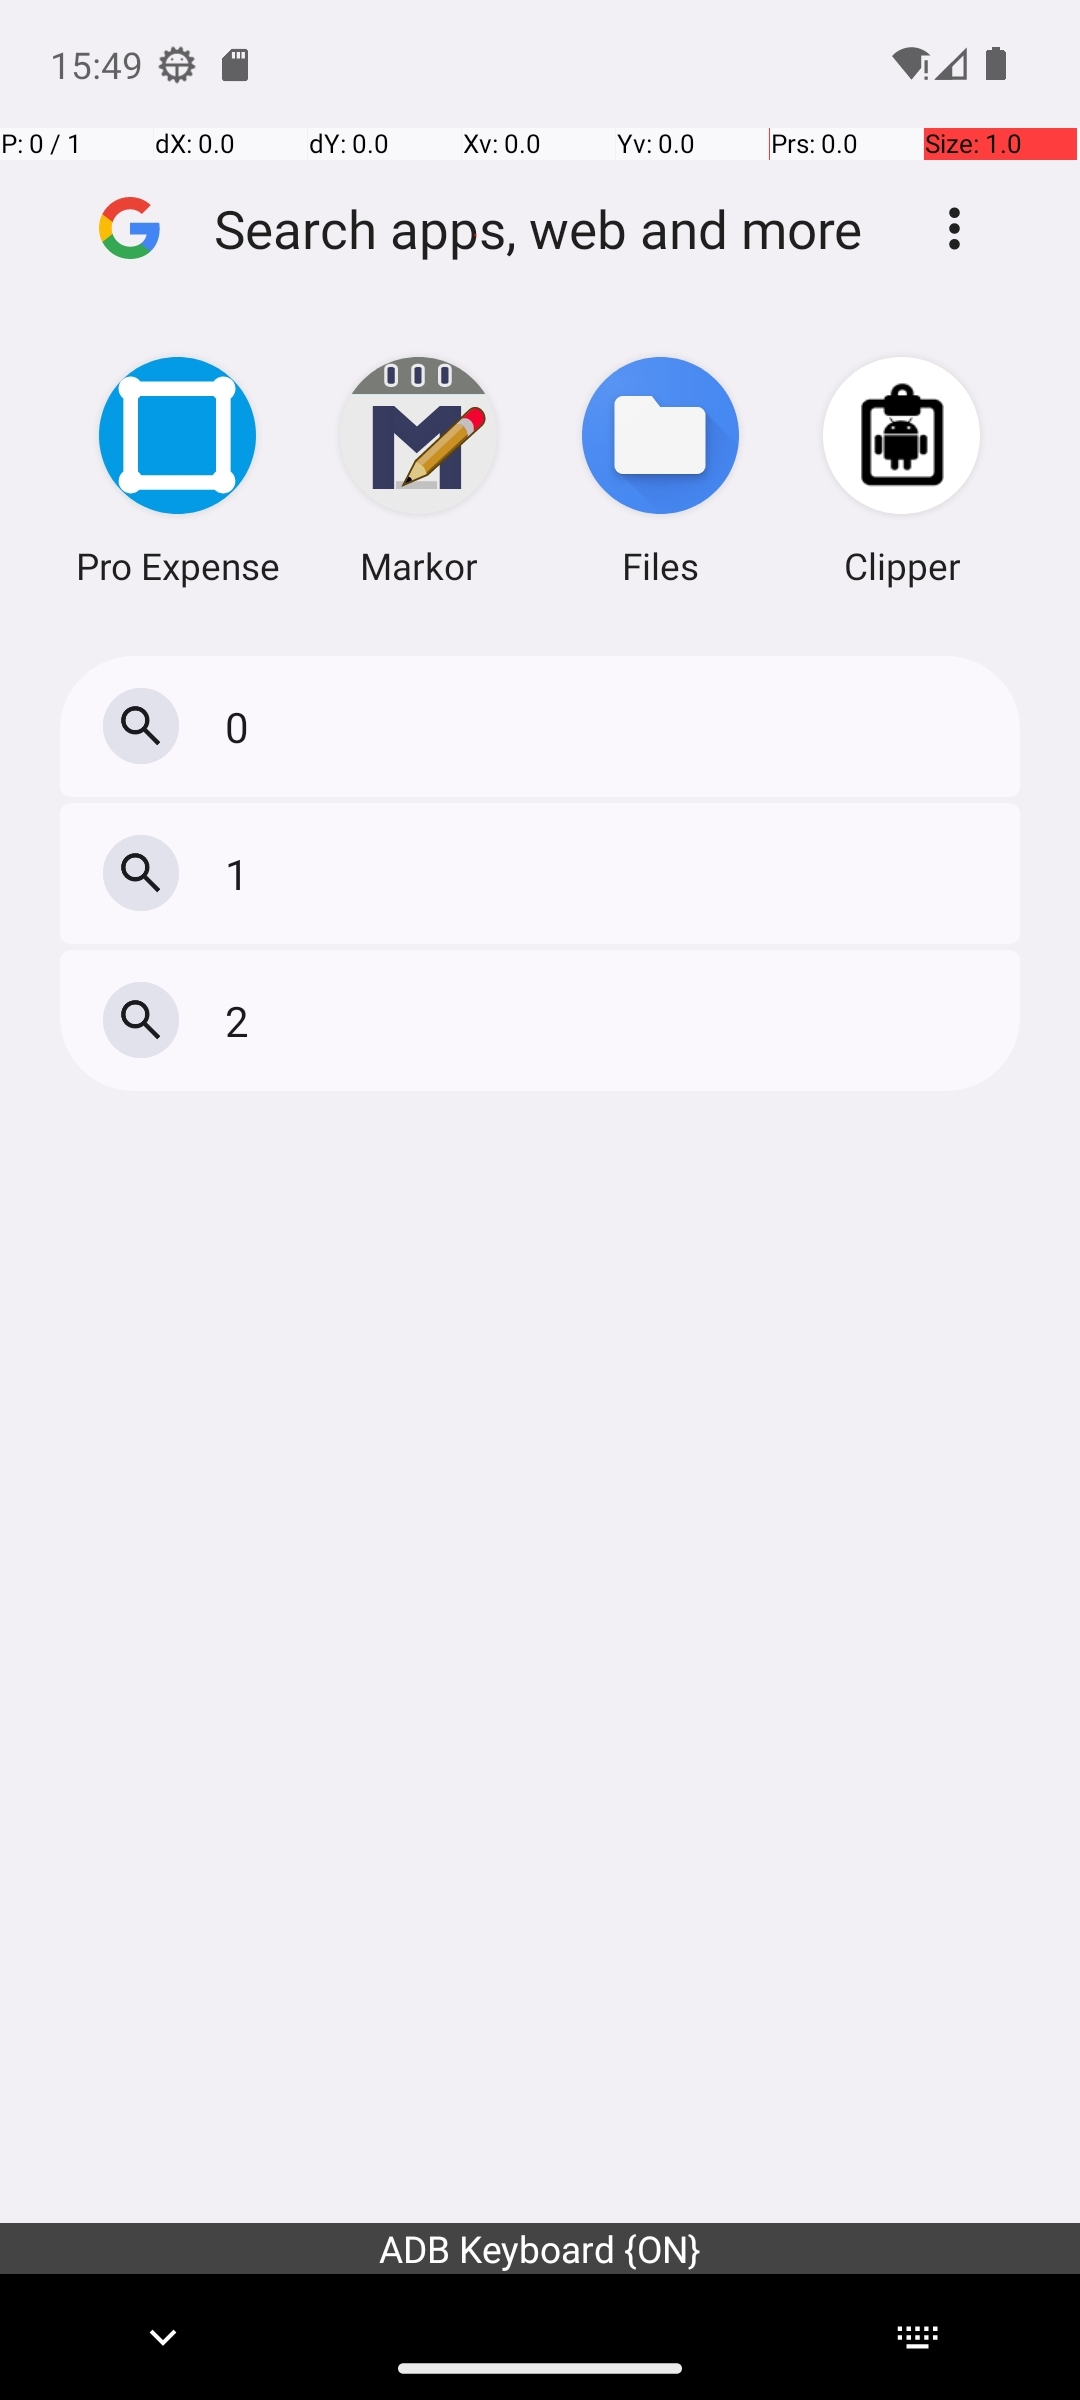 15:49
P: 0 / 1 dX: 0.0 dY: 0.0 Xv: 0.0 Yv: 0.0 Prs: 0.0 Size: 1.0
Search apps, web and more
Pro Expense Markor Files Clipper
0
1
2
ADB Keyboard {ON}